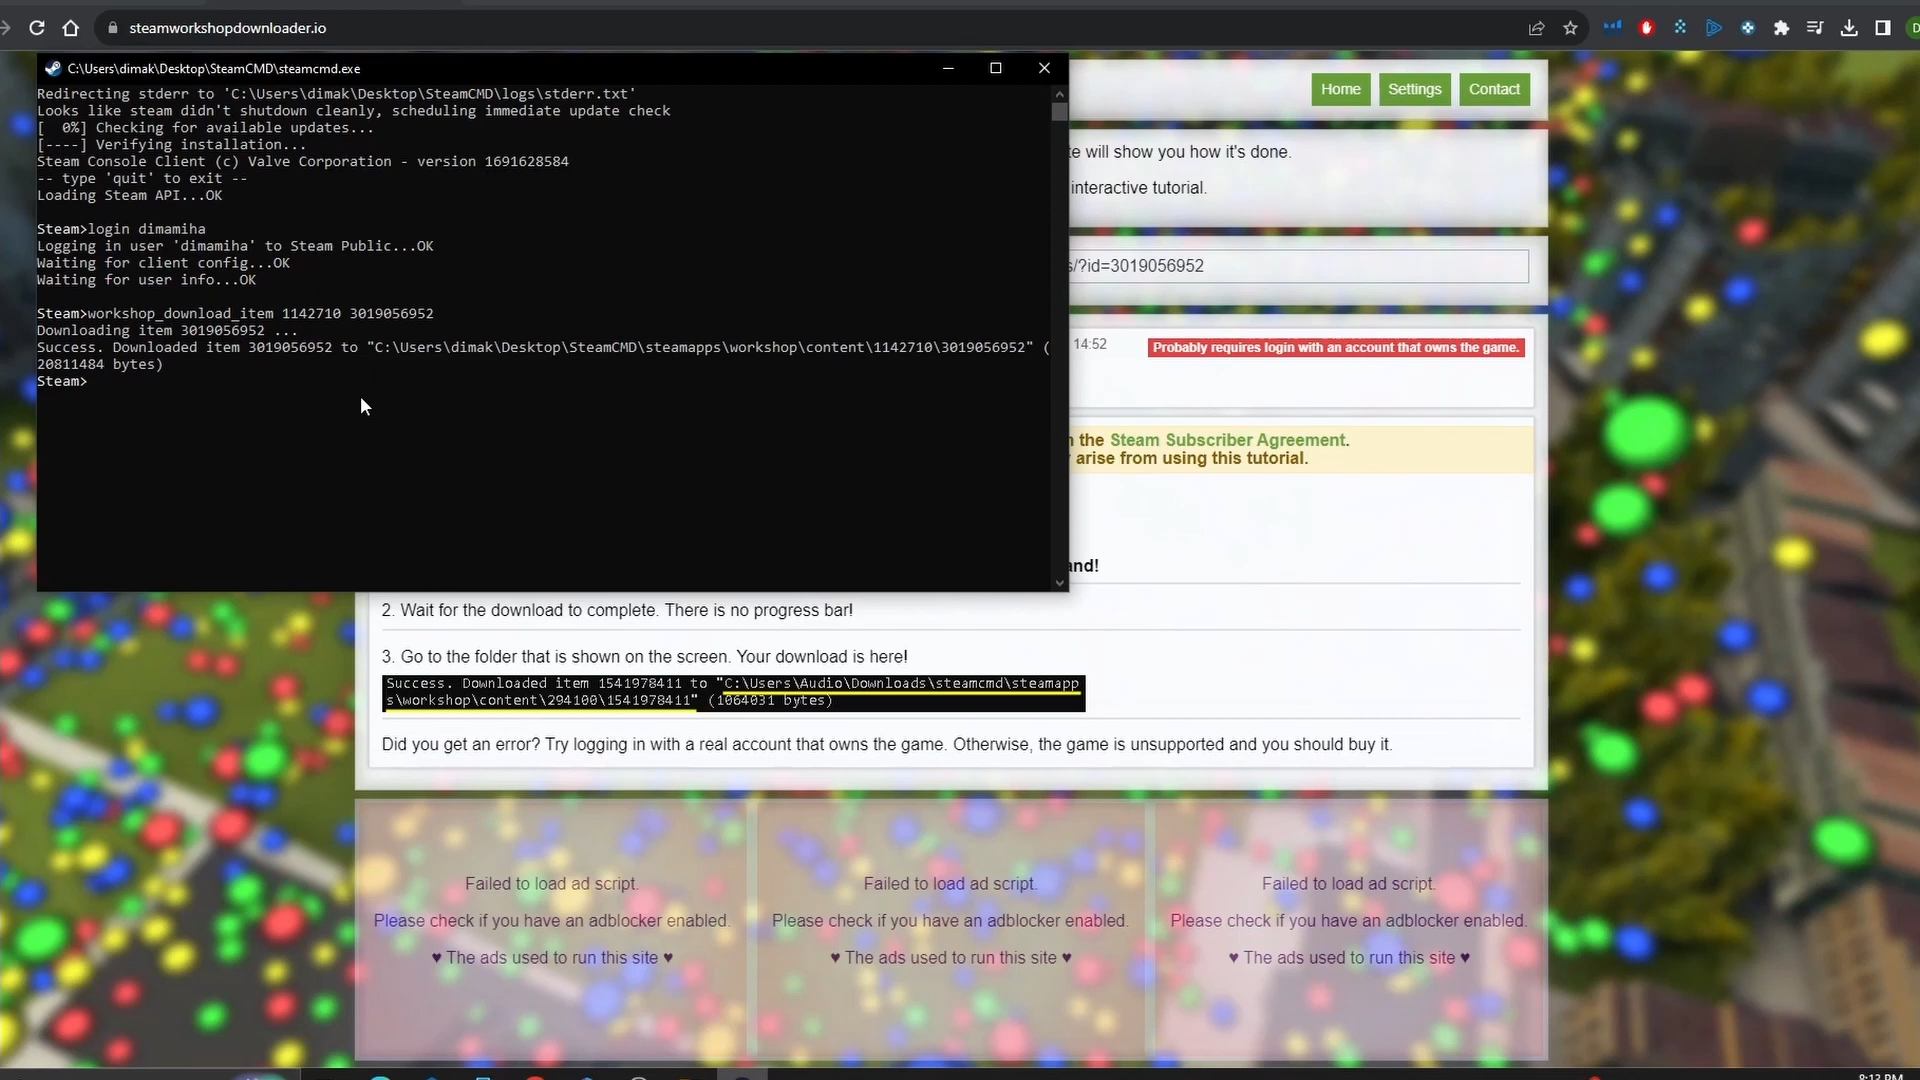 steamworkshopdownloader.io
C:\Users\dimak\Desktop\SteamCMD\steamcmd.exe
Redirecting stderr to 'C:\Users\dimak\Desktop\SteamCMD\logs\stderr.txt'
Looks like steam didn't shutdown cleanly, scheduling immediate update check
[  0%] Checking for available updates...
[----] Verifying installation...
Steam Console Client (c) Valve Corporation - version 1691628584
-- type 'quit' to exit --
Loading Steam API...OK
Steam>login dimamiha
Logging in user 'dimamiha' to Steam Public...OK
Waiting for client config...OK
Waiting for user info...OK
Steam>workshop_download_item 1142710 3019056952
Downloading item 3019056952 ...
Success. Downloaded item 3019056952 to "C:\Users\dimak\Desktop\SteamCMD\steamapps\workshop\content\1142710\3019056952" (
20811484 bytes)
Steam>
Home Settings Contact
te will show you how it's done.
interactive tutorial.
s/?id=3019056952
14:52 Probably requires login with an account that owns the game.
the Steam Subscriber Agreement.
arise from using this tutorial.
and!
2. Wait for the download to complete. There is no progress bar!
3. Go to the folder that is shown on the screen. Your download is here!
Success. Downloaded item 1541978411 to "C:\Users\Audio\Downloads\steamcmd\steamapp
s\workshop\content\294100\1541978411" (1064031 bytes)
Did you get an error? Try logging in with a real account that owns the game. Otherwise, the game is unsupported and you should buy it.
Failed to load ad script.
Please check if you have an adblocker enabled.
♥ The ads used to run this site ♥
Failed to load ad script.
Please check if you have an adblocker enabled.
♥ The ads used to run this site ♥
Failed to load ad script.
Please check if you have an adblocker enabled.
♥ The ads used to run this site ♥
8:13 PM